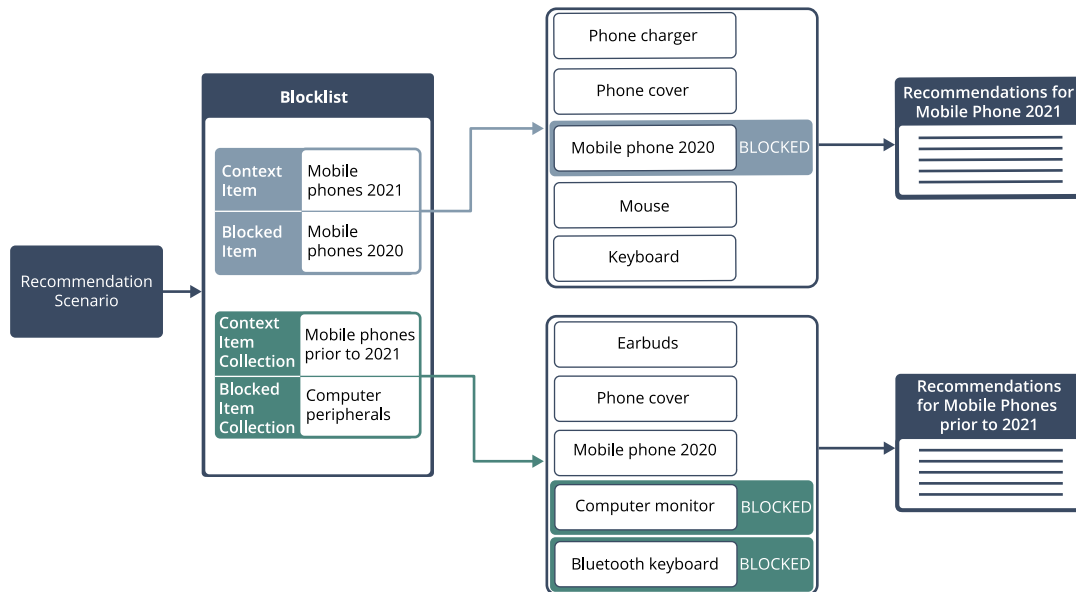 Recommendation
Scenario
Blocklist
Context
Item
Mobile
phones 2021
Blocked
Item
Mobile
phones 2020
Context
Item
Collection
Mobile phones
prior to 2021
Blocked
Item
Collection
Computer
peripherals
Phone charger
Phone cover
Mobile phone 2020
BLOCKED
Mouse
Keyboard
Earbuds
Phone cover
Mobile phone 2020
Computer monitor
BLOCKED
Bluetooth keyboard
BLOCKED
Recommendations for
Mobile Phone 2021
Recommendations
for Mobile Phones
prior to 2021